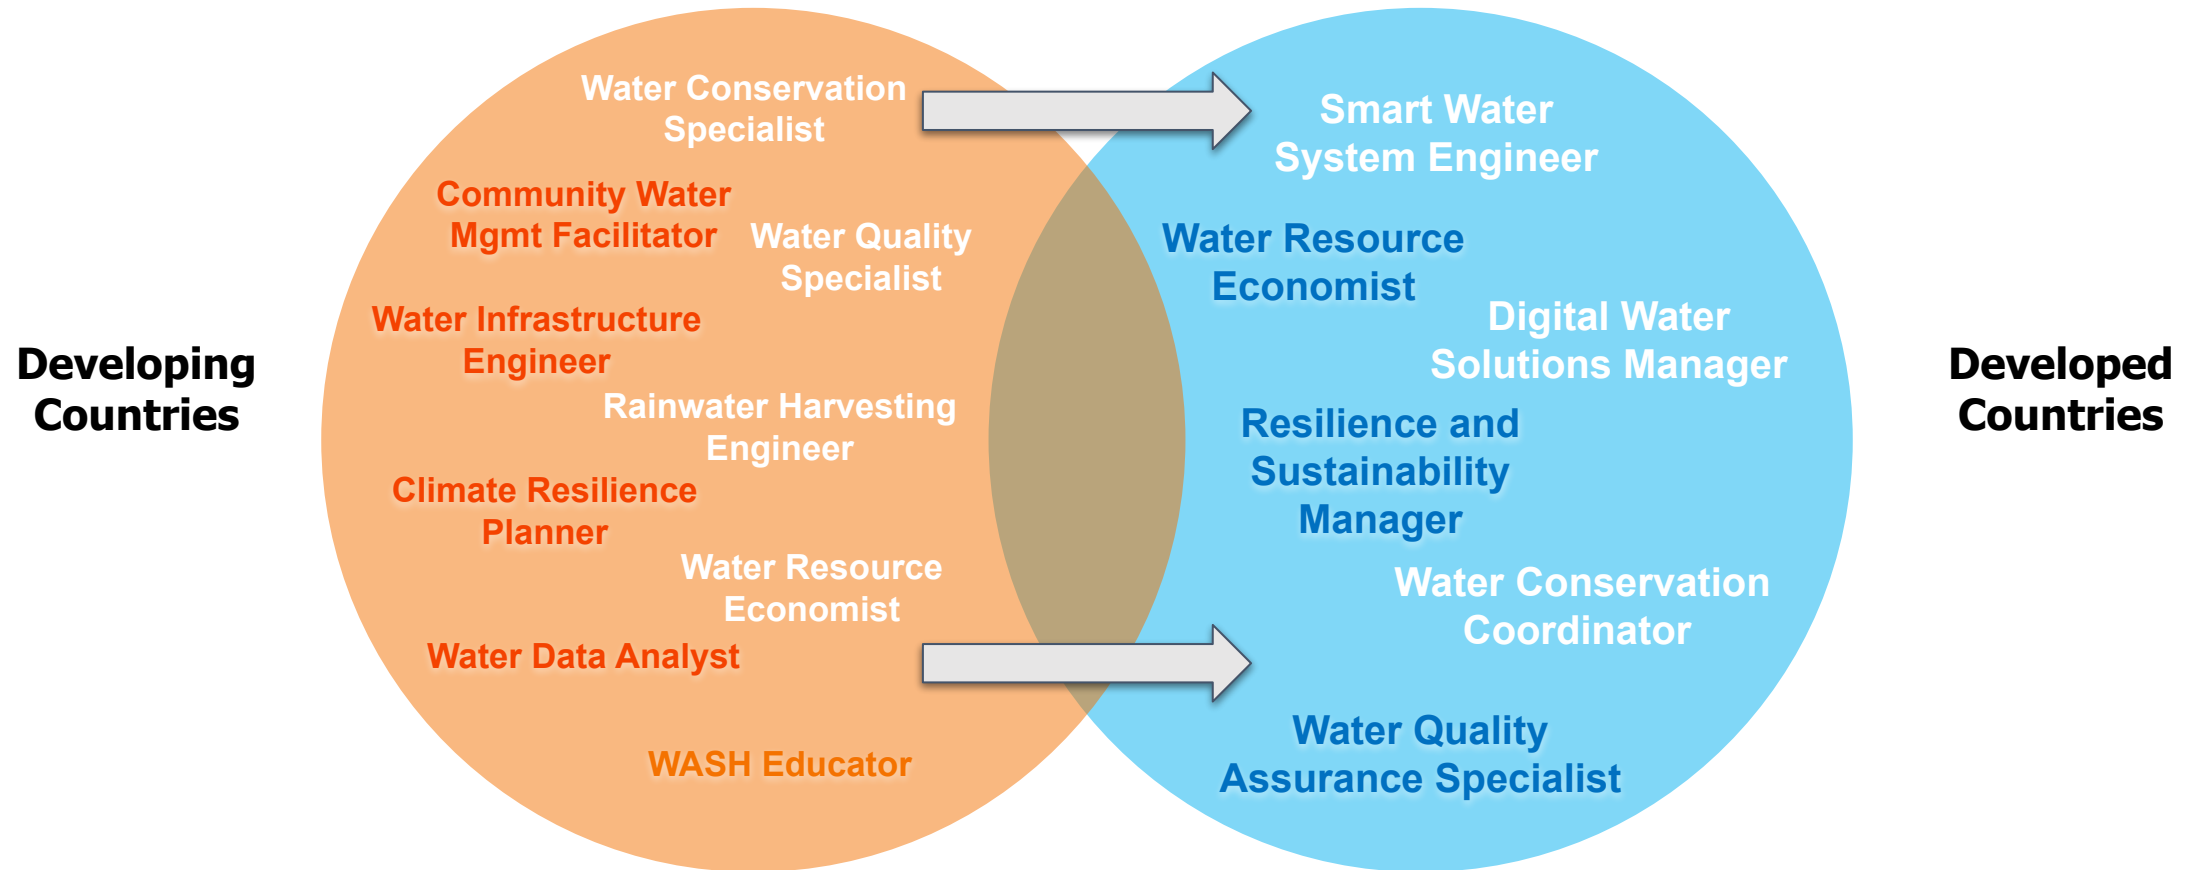 Developing
Countries
Water Conservation
Specialist
Community Water
Mgmt Facilitator
Water Quality
Specialist
Water Infrastructure
Engineer
Rainwater Harvesting
Engineer
Climate Resilience
Planner
Water Resource
Economist
Water Data Analyst
WASH Educator
Smart Water
System Engineer
Water Resource
Economist
Digital Water
Solutions Manager
Resilience and
Sustainability
Manager
Water Conservation
Coordinator
Water Quality
Assurance Specialist
Developed
Countries